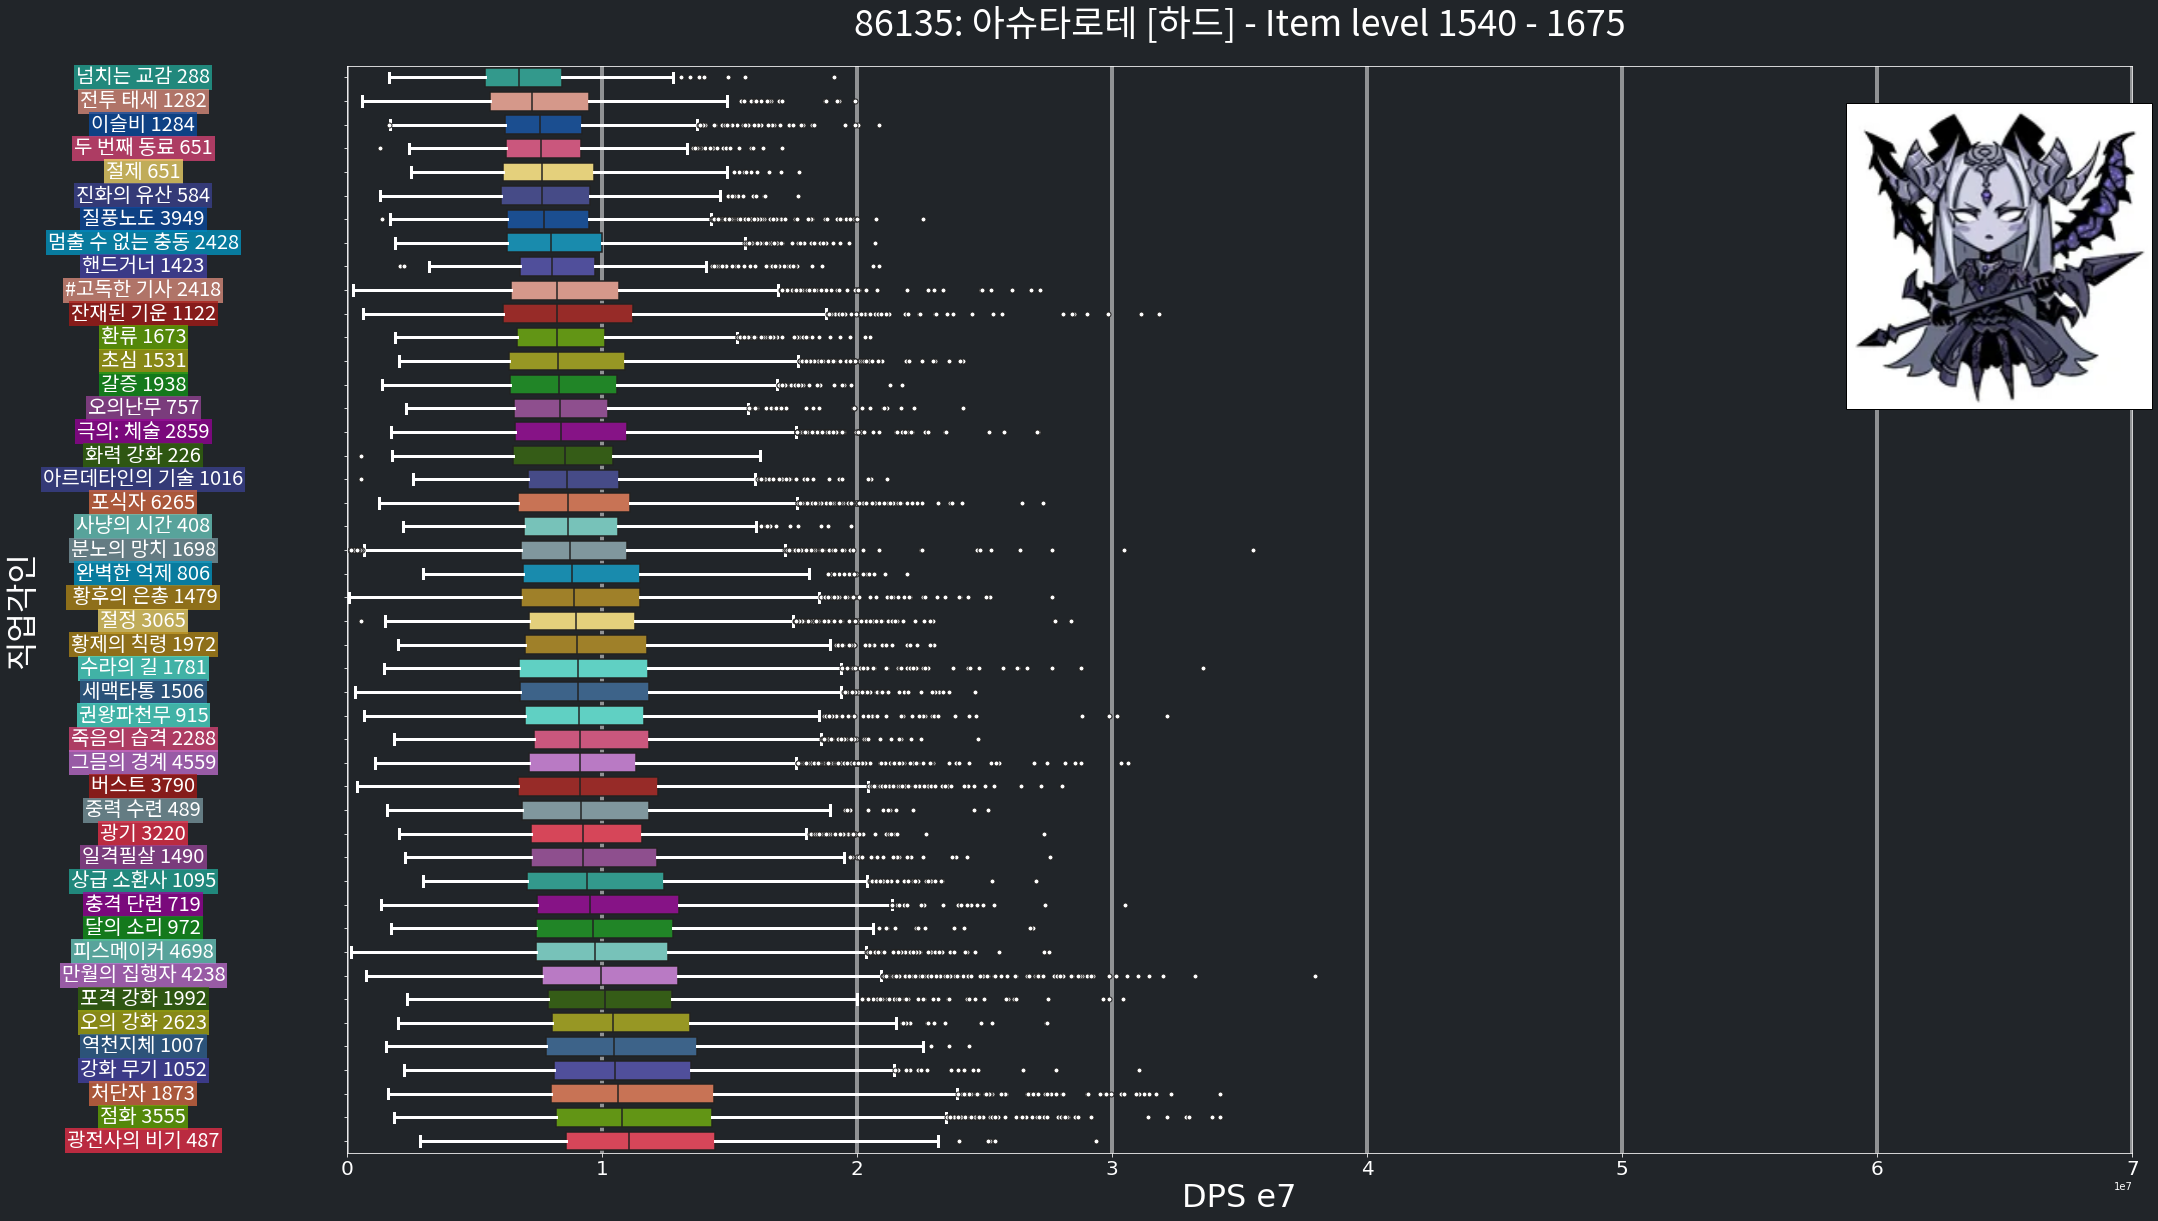 86135: 아슈타로테 [하드] - Item level 1540 - 1675
넘치는 교감 288
전투 태세 1282
이슬비 1284
두 번째 동료 651
절제 651
진화의 유산 584
질풍노도 3949
멈출 수 없는 충동 2428
핸드거너 1423
#고독한 기사 2418
잔재된 기운 1122
환류 1673
초심 1531
갈증 1938
오의난무 757
극의: 체술 2859
화력 강화 226
아르데타인의 기술 1016
포식자 6265
사냥의 시간 408
분노의 망치 1698
완벽한 억제 806
황후의 은총 1479
절정 3065
황제의 칙령 1972
수라의 길 1781
세맥타통 1506
권왕파천무 915
죽음의 습격 2288
그믐의 경계 4559
버스트 3790
중력 수련 489
광기 3220
일격필살 1490
상급 소환사 1095
충격 단련 719
달의 소리 972
피스메이커 4698
만월의 집행자 4238
포격 강화 1992
오의 강화 2623
역천지체 1007
강화 무기 1052
처단자 1873
점화 3555
광전사의 비기 487
직업각인
0 1 2 3 4 5 6 7
1e7
DPS e7